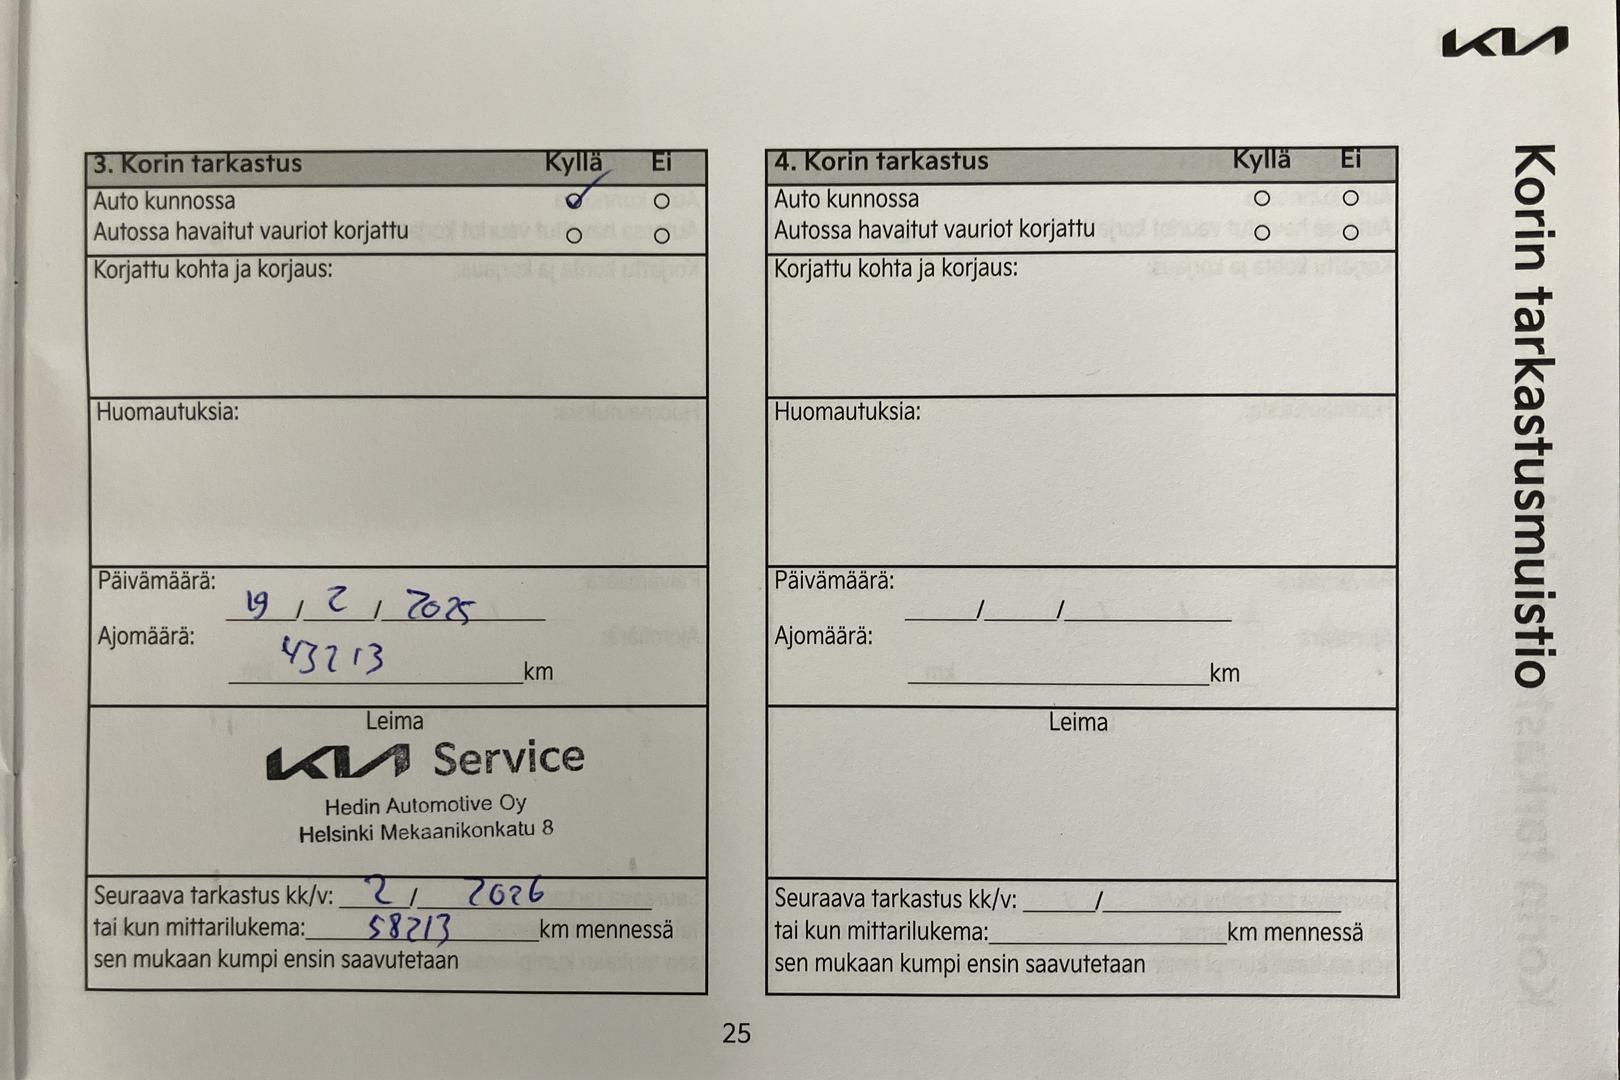 KIA
Korin tarkastusmuistio
3. Korin tarkastus Kyllä Ei
Auto kunnossa
Autossa havaitut vauriot korjattu
Korjattu kohta ja korjaus:
Huomautuksia:
Päivämäärä: 19 / 2 / 2025
Ajomäärä: 43213 km
Leima
KIA Service
Hedin Automotive Oy
Helsinki Mekaanikonkatu 8
Seuraava tarkastus kk/v: 2 / 2026
tai kun mittarilukema: 58213 km mennessä
sen mukaan kumpi ensin saavutetaan
4. Korin tarkastus Kyllä Ei
Auto kunnossa
Autossa havaitut vauriot korjattu
Korjattu kohta ja korjaus:
Huomautuksia:
Päivämäärä: / /
Ajomäärä: km
Leima
Seuraava tarkastus kk/v: /
tai kun mittarilukema: km mennessä
sen mukaan kumpi ensin saavutetaan
25